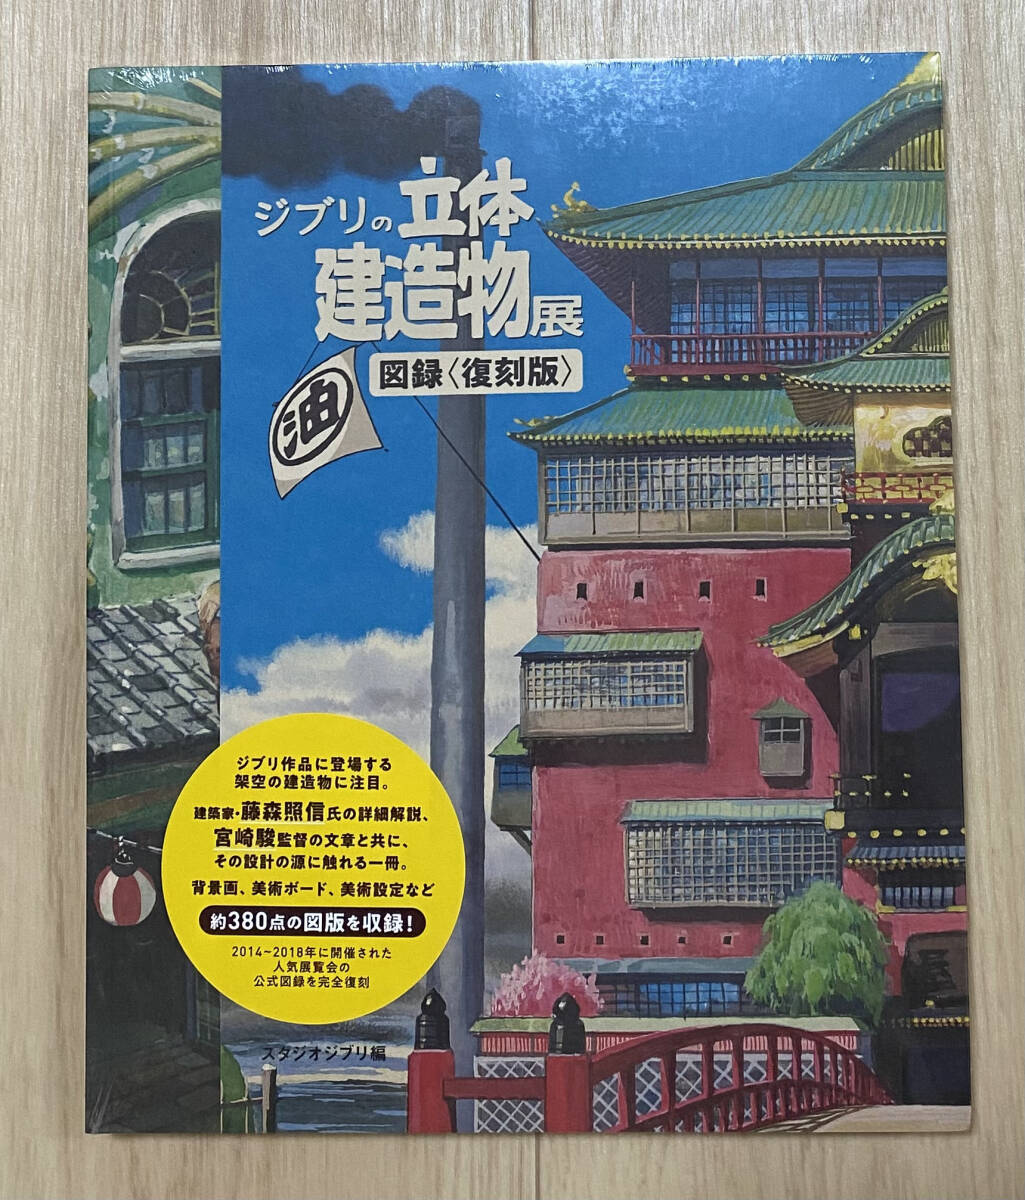 ジブリの立体
建造物展
図録〈復刻版〉
油
ジブリ作品に登場する
架空の建造物に注目。
建築家・藤森照信氏の詳細解説、
宮崎駿監督の文章と共に、
その設計の源に触れる一冊。
背景画、美術ボード、美術設定など
約380点の図版を収録！
2014~2018年に開催された
人気展覧会の
公式図録を完全復刻
スタジオジブリ編